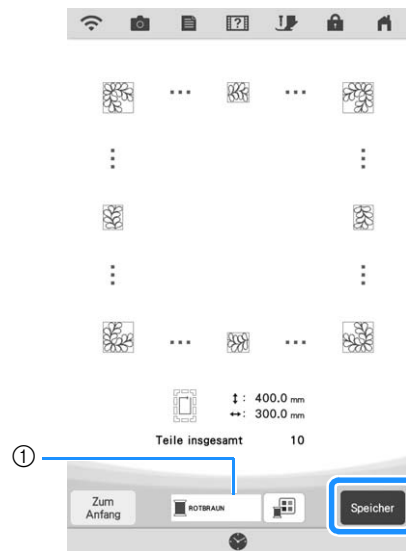 400.0 mm
300.0 mm
Teile insgesamt 10
①
Zum
Anfang
ROTBRAUN
Speicher